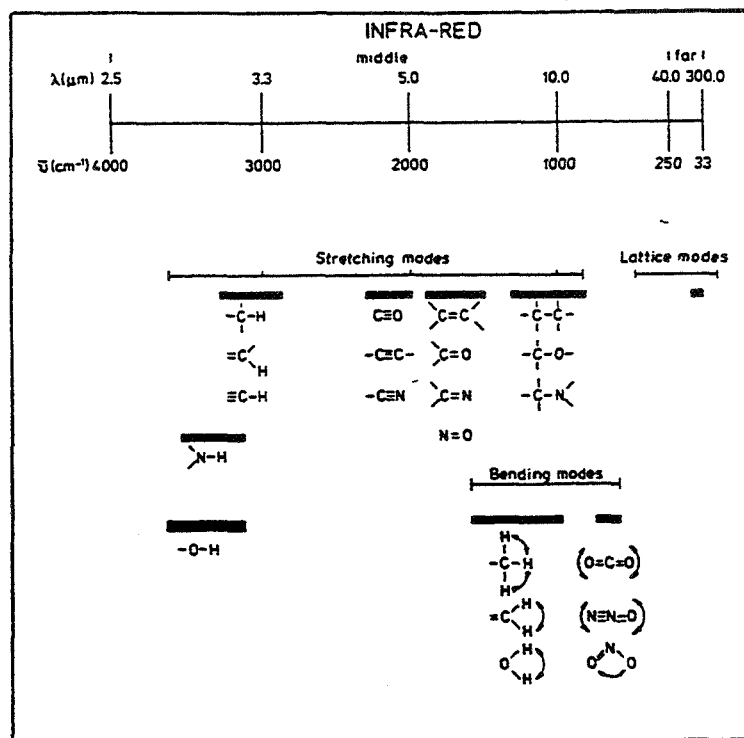 INFRA-RED
middle | far |
λ(μm) 2.5 3.3 5.0 10.0 40.0 300.0
ῡ(cm⁻¹) 4000 3000 2000 1000 250 33
Stretching modes Lattice modes
-C-H C≡O C=C -C-C-
=C H -C≡C- C=O -C-O-
≡C-H -C≡N C=N -C-N
N=O
N-H
Bending modes
-O-H
H
-C-H (O=C=O)
H
=C H H (N≡N=O)
O H H O N O